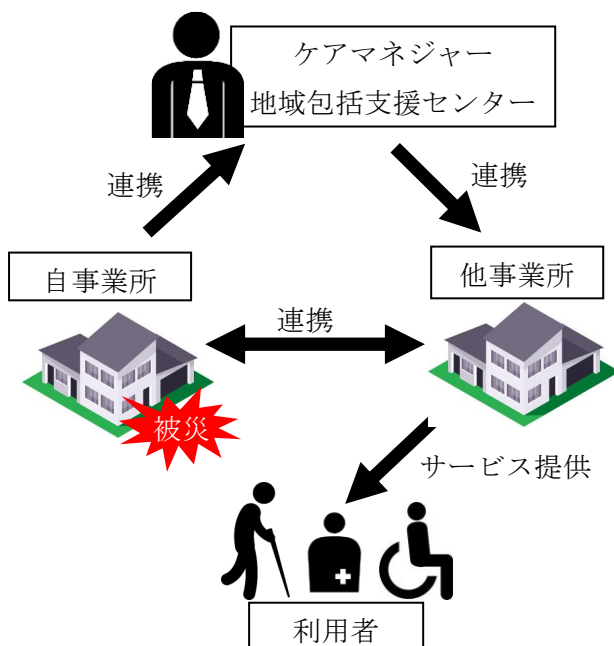 ケアマネジャー
地域包括支援センター
連携
連携
自事業所
他事業所
連携
被災
サービス提供
利用者